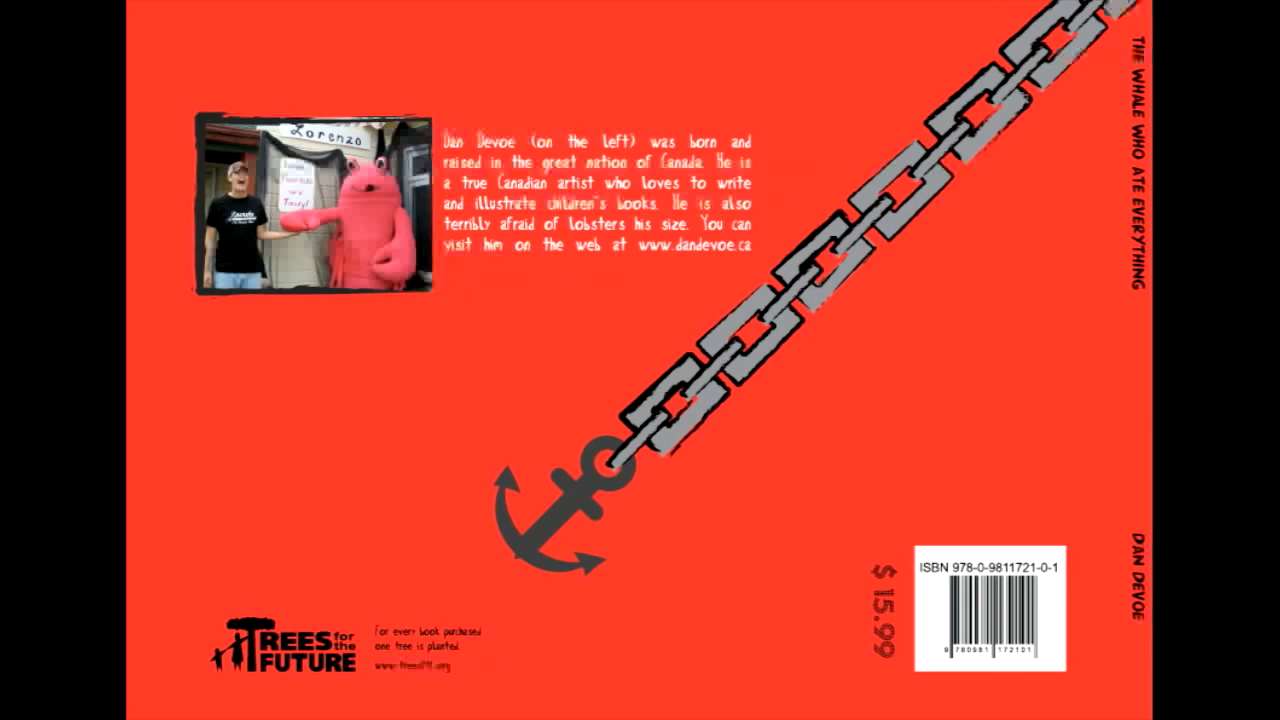 Lorenzo
Dan Devoe (on the left) was born and
raised in the great nation of Canada. He is
a true Canadian artist who loves to write
and illustrate children's books. He is also
terribly afraid of lobsters his size. You can
visit him on the web at www.dandevoe.ca
THE WHALE WHO ATE EVERYTHING
DAN DEVOE
$ 15.99
ISBN 978-0-9811721-0-1
9 780981 172101
TREES for the
FUTURE
For every book purchased
one tree is planted.